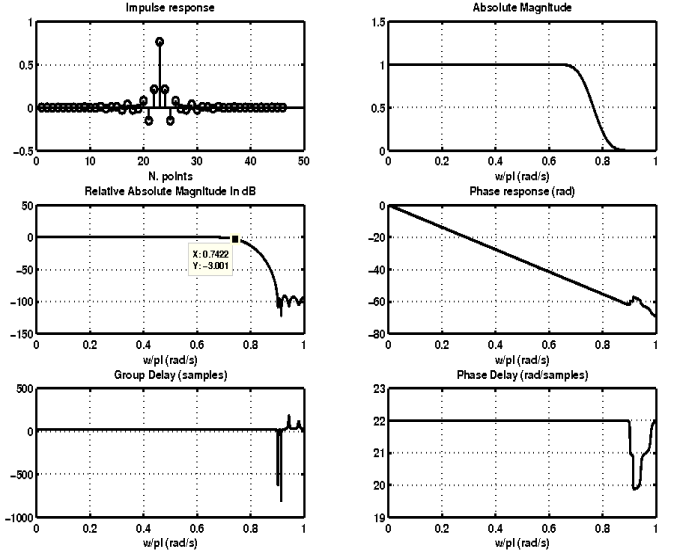 Impulse response
1
0.5
0
−0.5
0 10 20 30 40 50
N. points
Absolute Magnitude
1.5
1
0.5
0
0 0.2 0.4 0.6 0.8 1
w/pi (rad/s)
Relative Absolute Magnitude in dB
50
0
−50
−100
−150
X: 0.7422
Y: −3.001
0 0.2 0.4 0.6 0.8 1
w/pi (rad/s)
Phase response (rad)
0
−20
−40
−60
−80
0 0.2 0.4 0.6 0.8 1
w/pi (rad/s)
Group Delay (samples)
500
0
−500
−1000
0 0.2 0.4 0.6 0.8 1
w/pi (rad/s)
Phase Delay (rad/samples)
23
22
21
20
19
0 0.2 0.4 0.6 0.8 1
w/pi (rad/s)